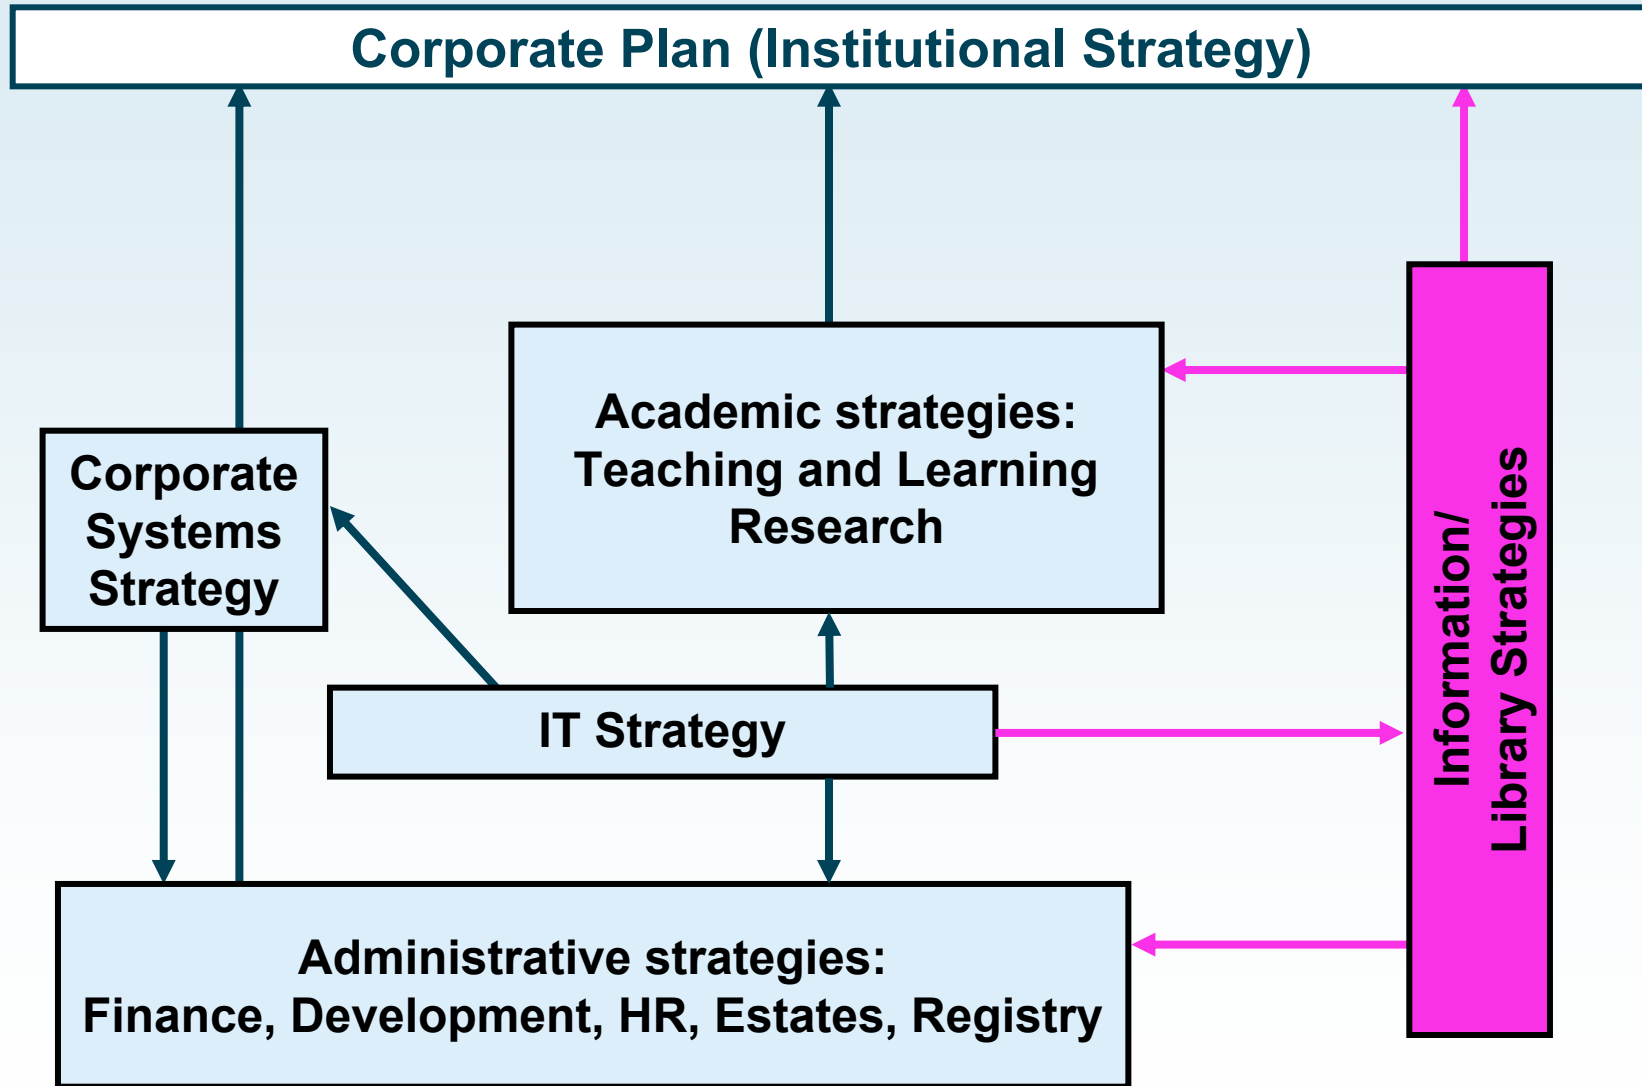 Corporate Plan (Institutional Strategy)
Academic strategies:
Teaching and Learning
Research
Corporate
Systems
Strategy
Information/
Library Strategies
IT Strategy
Administrative strategies:
Finance, Development, HR, Estates, Registry